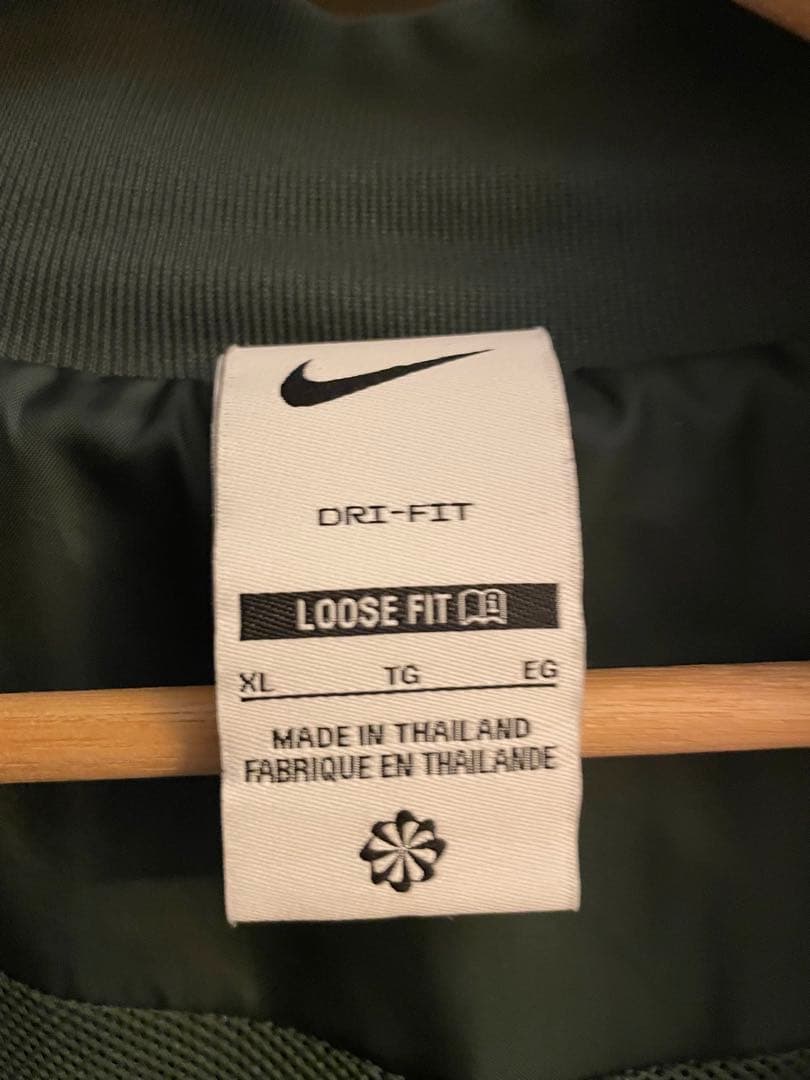 DRI-FIT
LOOSE FIT
XL TG EG
MADE IN THAILAND
FABRIQUE EN THAILANDE